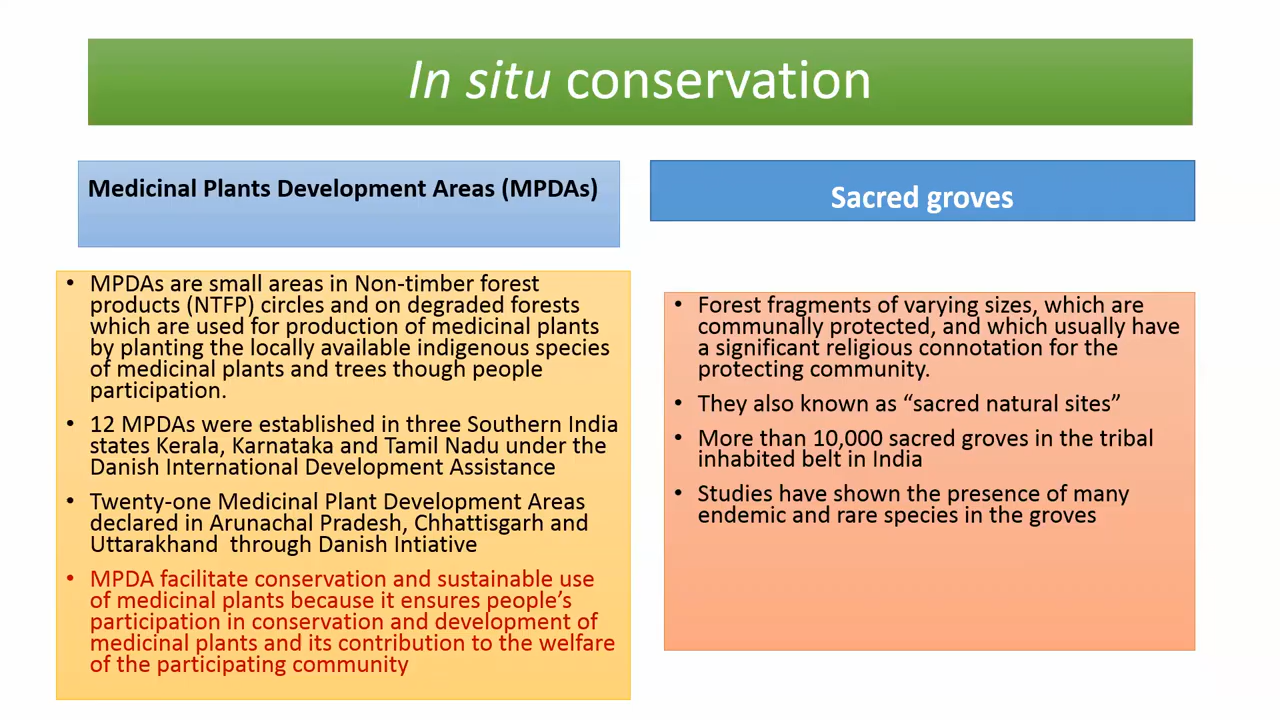 In situ conservation
Medicinal Plants Development Areas (MPDAs)
• MPDAs are small areas in Non-timber forest
products (NTFP) circles and on degraded forests
which are used for production of medicinal plants
by planting the locally available indigenous species
of medicinal plants and trees though people
participation.
• 12 MPDAs were established in three Southern India
states Kerala, Karnataka and Tamil Nadu under the
Danish International Development Assistance
• Twenty-one Medicinal Plant Development Areas
declared in Arunachal Pradesh, Chhattisgarh and
Uttarakhand through Danish Intiative
• MPDA facilitate conservation and sustainable use
of medicinal plants because it ensures people’s
participation in conservation and development of
medicinal plants and its contribution to the welfare
of the participating community
Sacred groves
• Forest fragments of varying sizes, which are
communally protected, and which usually have
a significant religious connotation for the
protecting community.
• They also known as “sacred natural sites”
• More than 10,000 sacred groves in the tribal
inhabited belt in India
• Studies have shown the presence of many
endemic and rare species in the groves